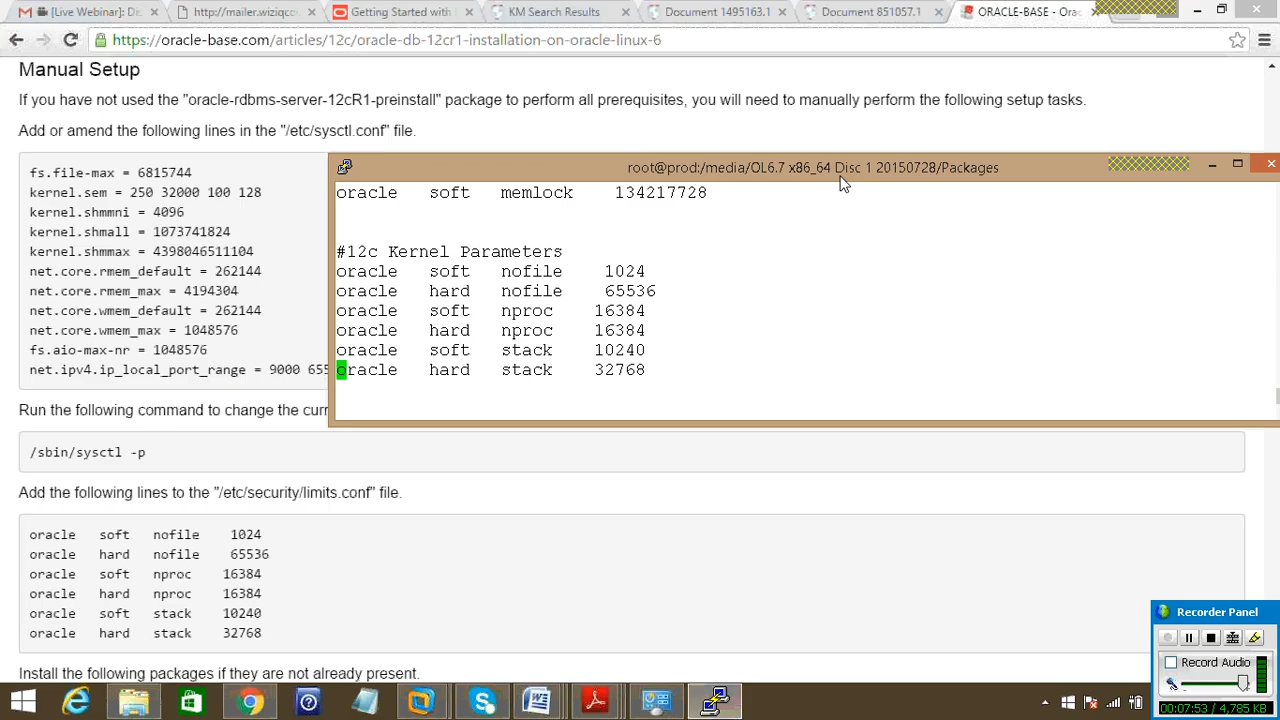 [Live Webinar]: Dis
http://mailer.wiziqco
Getting Started with
KM Search Results
Document 1495163.1
Document 851057.1
ORACLE-BASE - Orac
https://oracle-base.com/articles/12c/oracle-db-12cr1-installation-on-oracle-linux-6
Manual Setup
If you have not used the "oracle-rdbms-server-12cR1-preinstall" package to perform all prerequisites, you will need to manually perform the following setup tasks.
Add or amend the following lines in the "/etc/sysctl.conf" file.
fs.file-max = 6815744
kernel.sem = 250 32000 100 128
kernel.shmmni = 4096
kernel.shmall = 1073741824
kernel.shmmax = 4398046511104
net.core.rmem_default = 262144
net.core.rmem_max = 4194304
net.core.wmem_default = 262144
net.core.wmem_max = 1048576
fs.aio-max-nr = 1048576
net.ipv4.ip_local_port_range = 9000 655
root@prod:/media/OL6.7 x86_64 Disc 1 20150728/Packages
oracle soft memlock 134217728
#12c Kernel Parameters
oracle soft nofile 1024
oracle hard nofile 65536
oracle soft nproc 16384
oracle hard nproc 16384
oracle soft stack 10240
oracle hard stack 32768
Run the following command to change the curr
/sbin/sysctl -p
Add the following lines to the "/etc/security/limits.conf" file.
oracle soft nofile 1024
oracle hard nofile 65536
oracle soft nproc 16384
oracle hard nproc 16384
oracle soft stack 10240
oracle hard stack 32768
Install the following packages if they are not already present.
Recorder Panel
Record Audio
00:07:53 / 4,785 KB